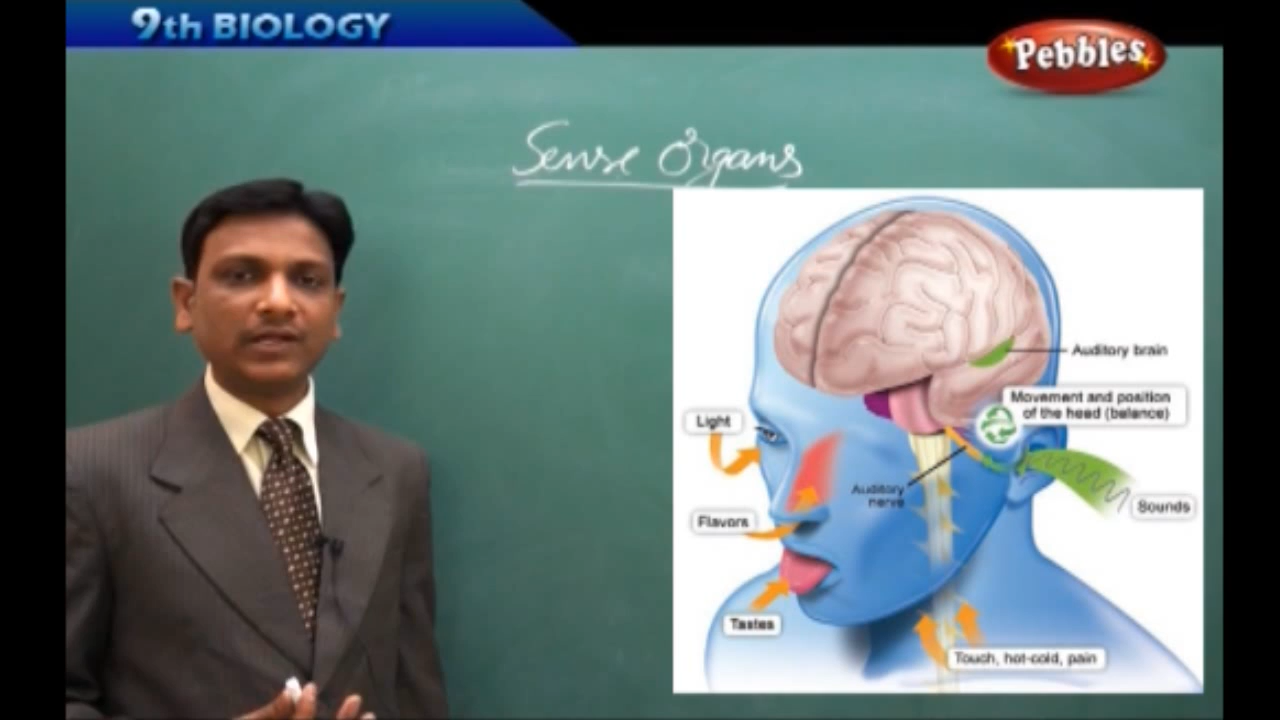 9th BIOLOGY
Pebbles
Sense Organs
Auditory brain
Movement and position
of the head (balance)
Light
Auditory
nerve
Sounds
Flavors
Tastes
Touch, hot-cold, pain